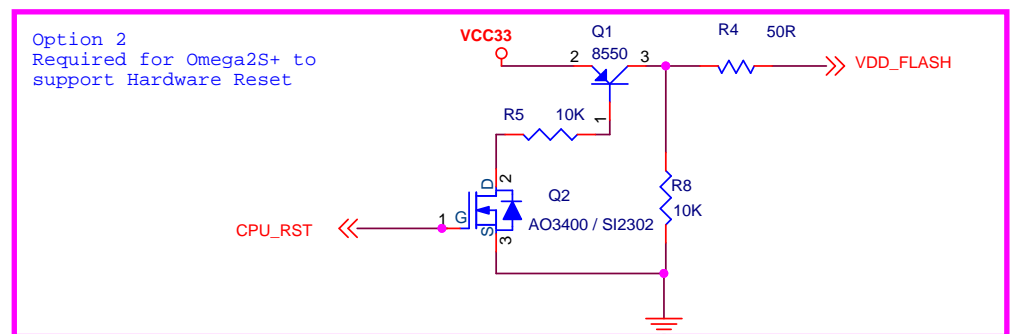 Option 2
Required for Omega2S+ to
support Hardware Reset
VCC33
Q1
8550
2
3
1
R4 50R
VDD_FLASH
R5 10K
R8
10K
D
2
Q2
AO3400 / SI2302
G
1
S
3
CPU_RST